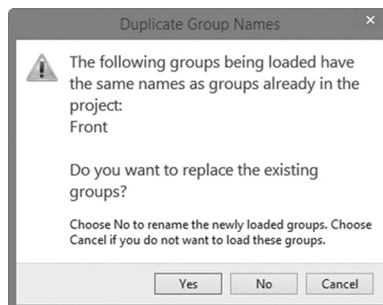 Duplicate Group Names
The following groups being loaded have
the same names as groups already in the
project:
Front
Do you want to replace the existing
groups?
Choose No to rename the newly loaded groups. Choose
Cancel if you do not want to load these groups.
Yes No Cancel